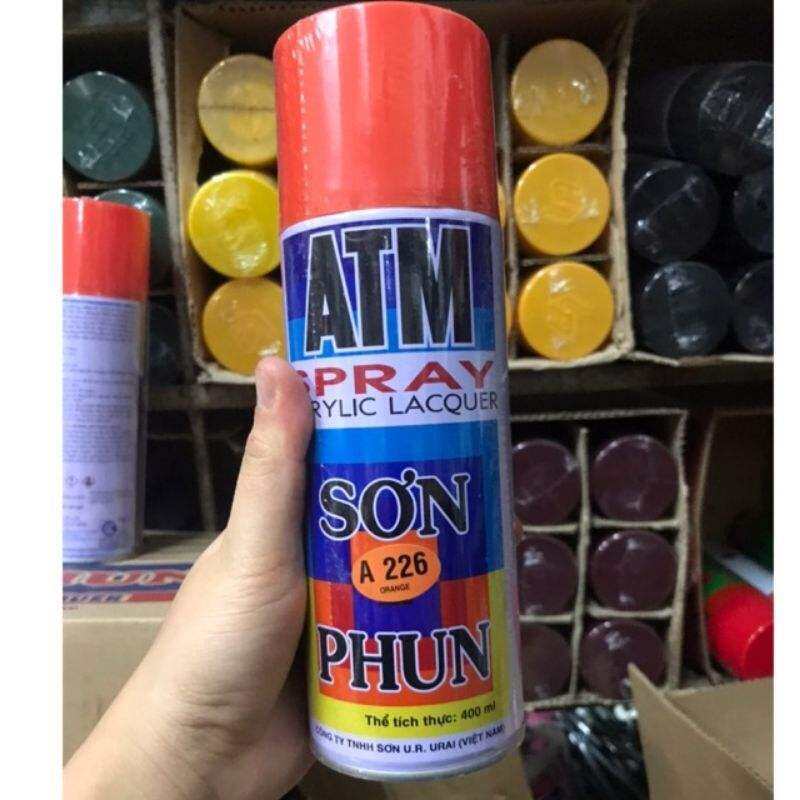 ATM
SPRAY
RYLIC LACQUER
SƠN
A 226
ORANGE
PHUN
Thể tích thực: 400 ml
CÔNG TY TNHH SƠN U.R. URAI (VIỆT NAM)